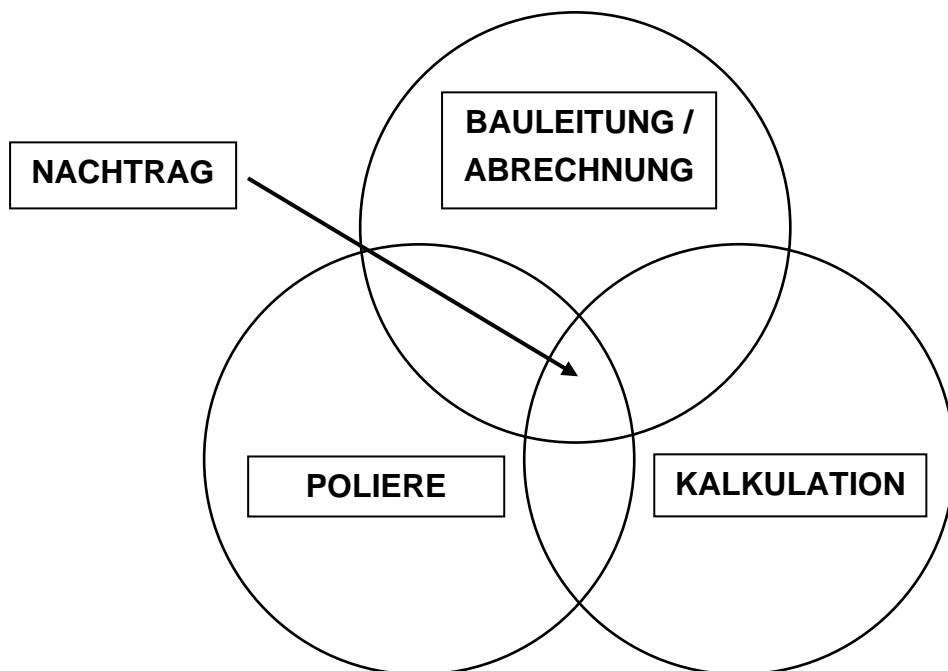 BAULEITUNG /
ABRECHNUNG
NACHTRAG
POLIERE
KALKULATION